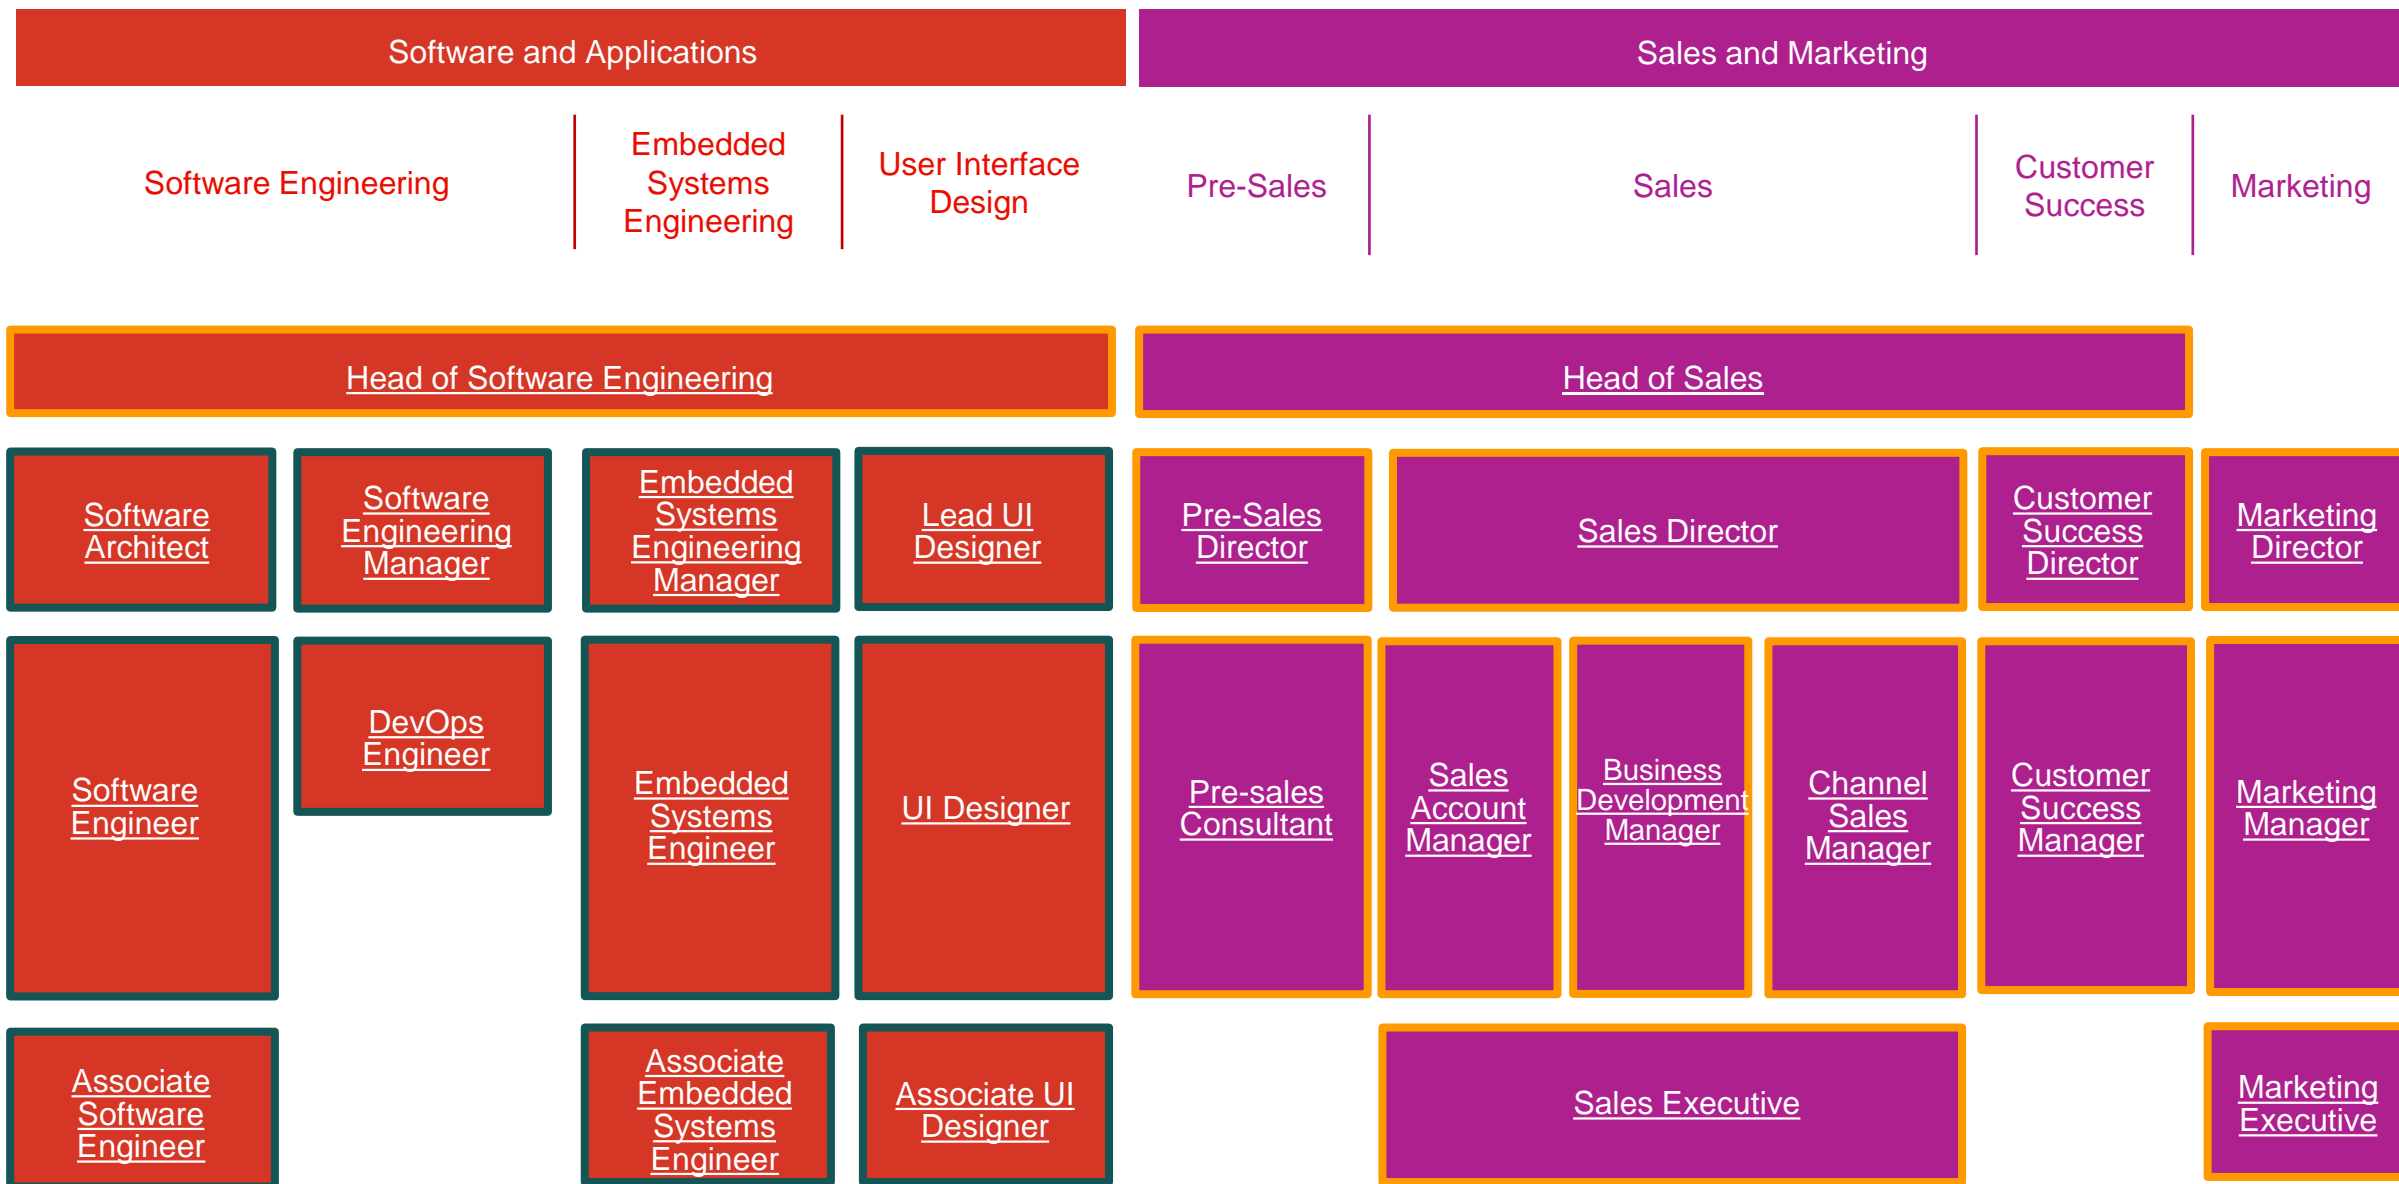 Software and Applications
Sales and Marketing
Software Engineering
Embedded
Systems
Engineering
User Interface
Design
Pre-Sales
Sales
Customer
Success
Marketing
Head of Software Engineering
Head of Sales
Software
Architect
Software
Engineering
Manager
Embedded
Systems
Engineering
Manager
Lead UI
Designer
Pre-Sales
Director
Sales Director
Customer
Success
Director
Marketing
Director
Software
Engineer
DevOps
Engineer
Embedded
Systems
Engineer
UI Designer
Pre-sales
Consultant
Sales
Account
Manager
Business
Development
Manager
Channel
Sales
Manager
Customer
Success
Manager
Marketing
Manager
Associate
Software
Engineer
Associate
Embedded
Systems
Engineer
Associate UI
Designer
Sales Executive
Marketing
Executive